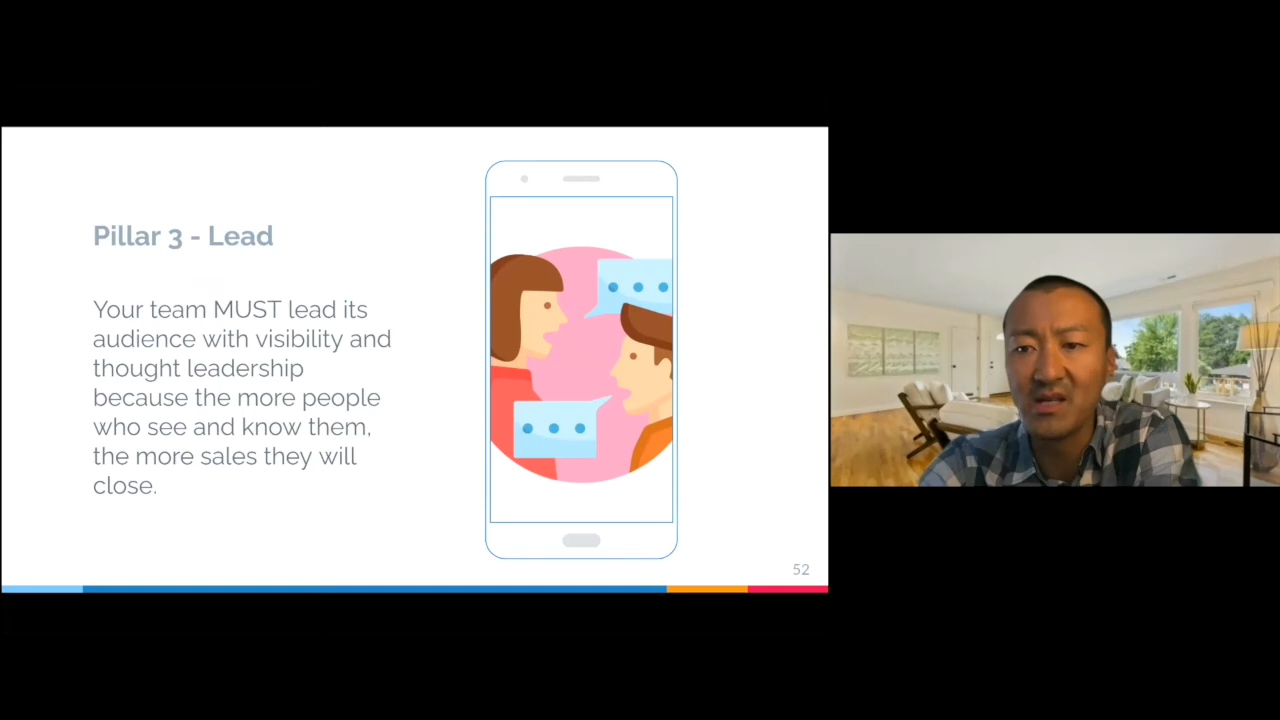 Pillar 3 - Lead
Your team MUST lead its
audience with visibility and
thought leadership
because the more people
who see and know them,
the more sales they will
close.
52